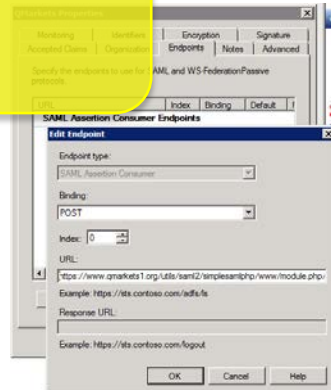 QMarkets Properties
Monitoring Identifiers Encryption Signature
Accepted Claims Organization Endpoints Notes Advanced
Specify the endpoints to use for SAML and WS-FederationPassive
protocols.
URL Index Binding Default
SAML Assertion Consumer Endpoints
Edit Endpoint
Endpoint type:
SAML Assertion Consumer
Binding:
POST
Index: 0
URL:
https://www.qmarkets1.org/utils/saml2/simplesamlphp/www/module.php/
Example: https://sts.contoso.com/adfs/ls
Response URL:
Example: https://sts.contoso.com/logout
OK Cancel Help